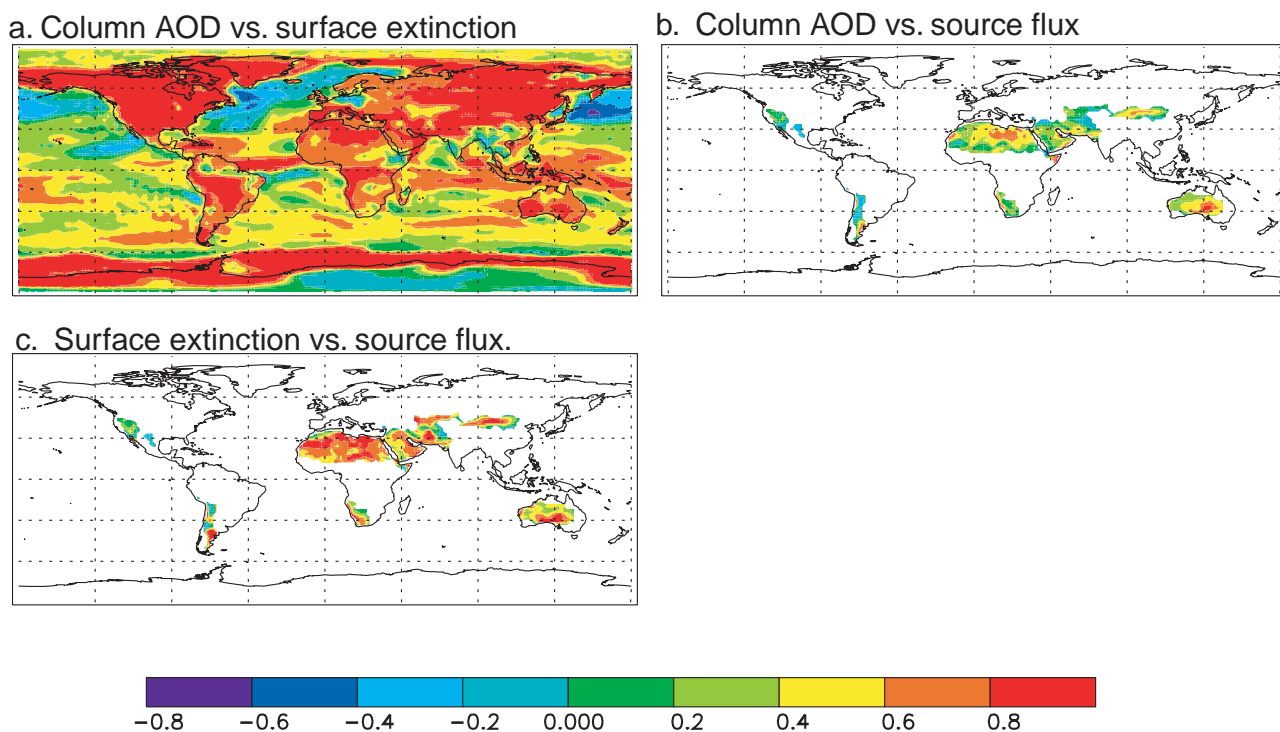 a. Column AOD vs. surface extinction
b. Column AOD vs. source flux
c. Surface extinction vs. source flux.
−0.8 −0.6 −0.4 −0.2 0.000 0.2 0.4 0.6 0.8